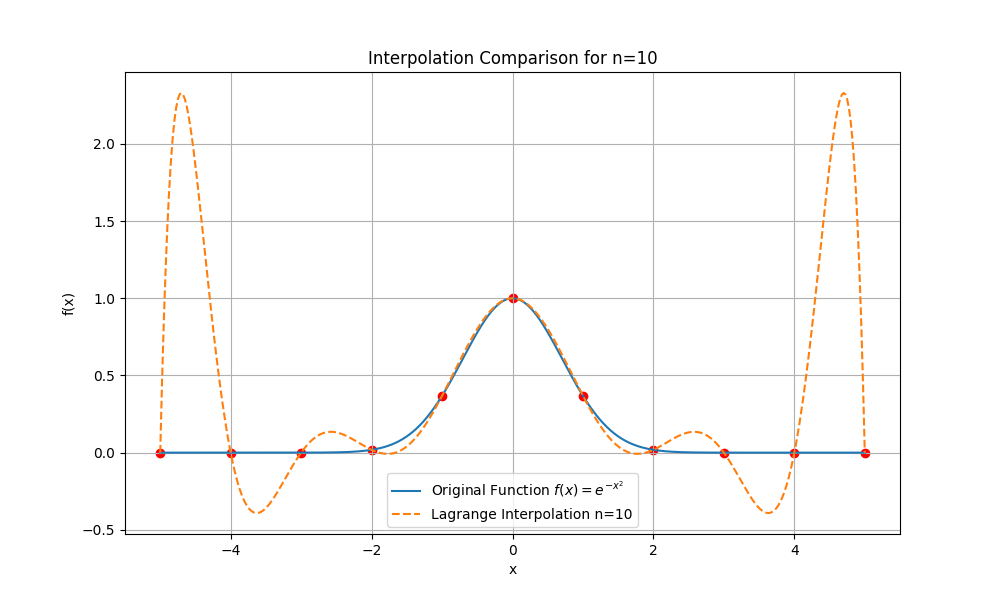 Interpolation Comparison for n=10
f(x)
2.0
1.5
1.0
0.5
0.0
−0.5
Original Function f(x) = e^{−x^2}
Lagrange Interpolation n=10
−4
−2
0
2
4
x